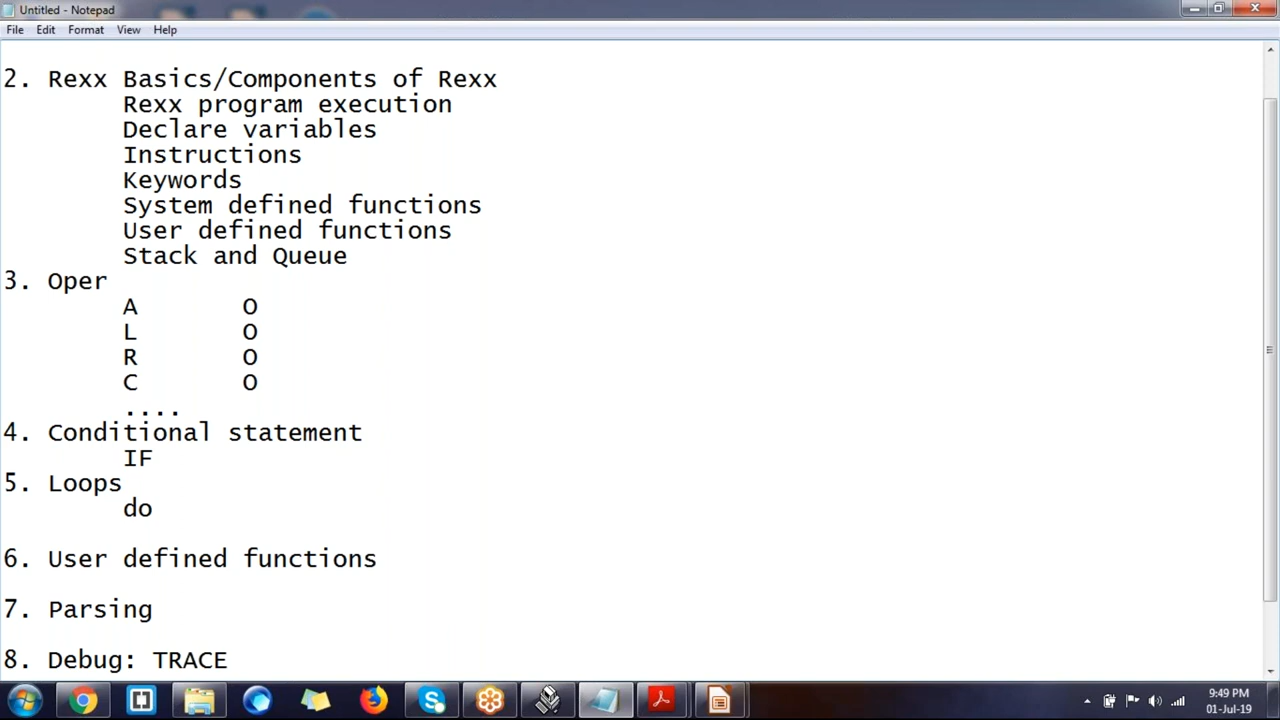 Untitled - Notepad
File Edit Format View Help
2. Rexx Basics/Components of Rexx
Rexx program execution
Declare variables
Instructions
Keywords
System defined functions
User defined functions
Stack and Queue
3. Oper
A O
L O
R O
C O
....
4. Conditional statement
IF
5. Loops
do
6. User defined functions
7. Parsing
8. Debug: TRACE
9:49 PM
01-Jul-19